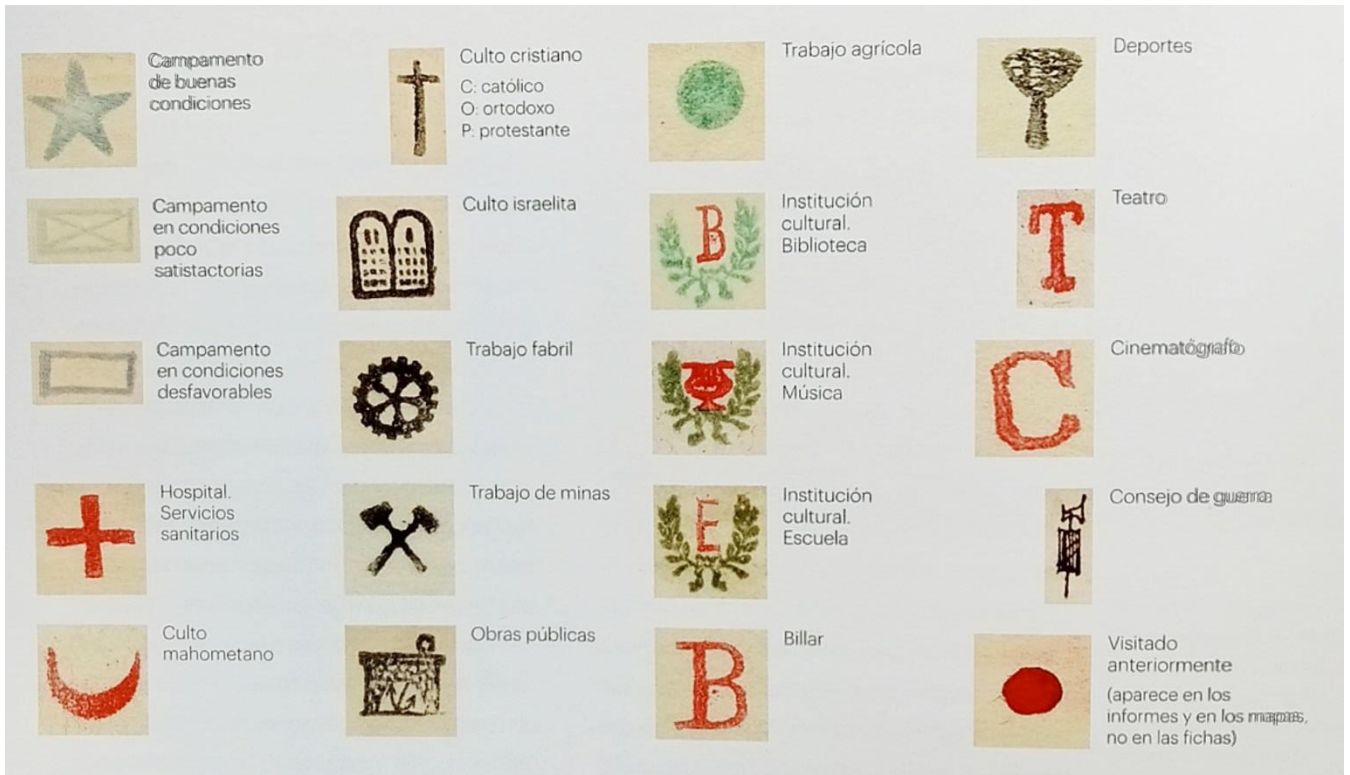 Campamento
de buenas
condiciones
Campamento
en condiciones
poco
satistactorias
Campamento
en condiciones
desfavorables
Hospital.
Servicios
sanitarios
Culto
mahometano
Culto cristiano
C: católico
O: ortodoxo
P: protestante
Culto israelita
Trabajo fabril
Trabajo de minas
Obras públicas
Trabajo agrícola
B
Institución
cultural.
Biblioteca
Institución
cultural.
Música
E
Institución
cultural.
Escuela
B
Billar
Deportes
T
Teatro
C
Cinematógrafo
Consejo de guerra
Visitado
anteriormente
(aparece en los
informes y en los mapas,
no en las fichas)